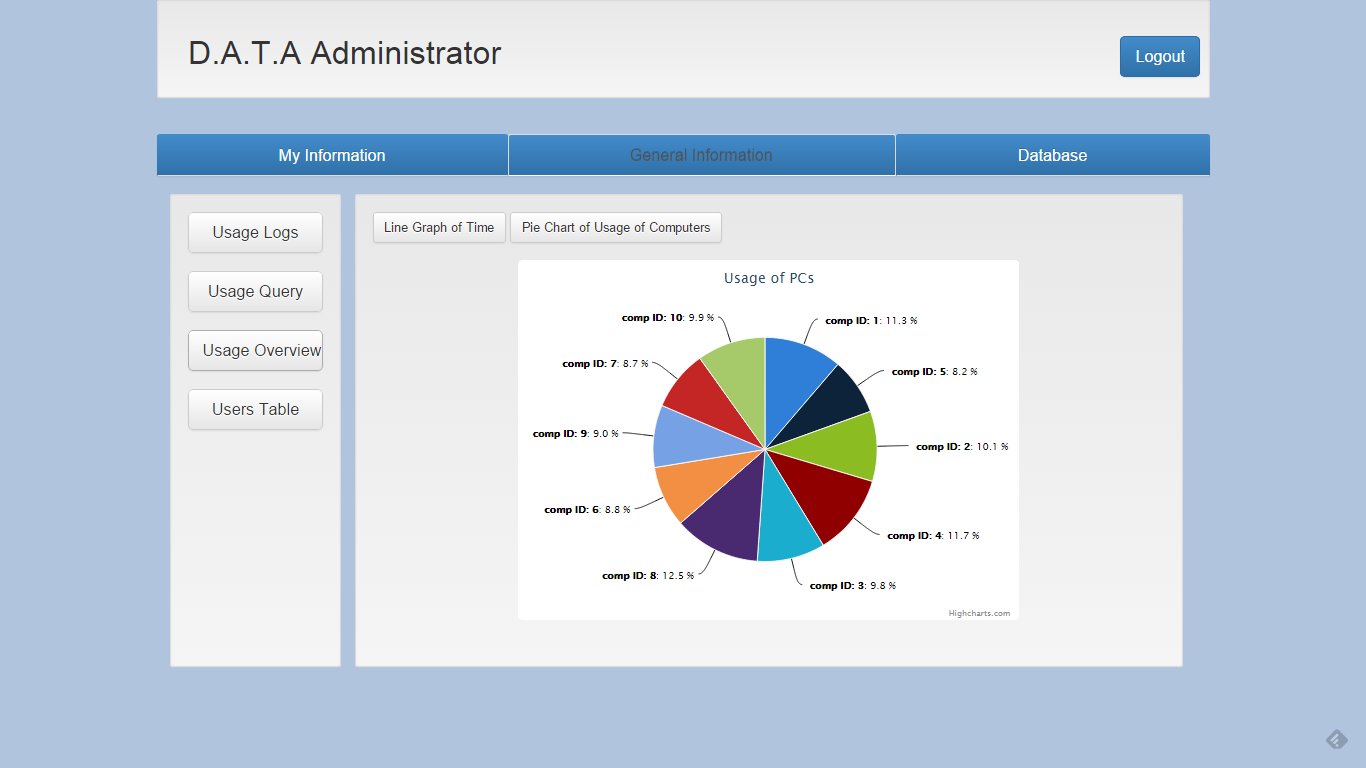 D.A.T.A Administrator
Logout
My Information
General Information
Database
Usage Logs
Usage Query
Usage Overview
Users Table
Line Graph of Time
Pie Chart of Usage of Computers
Usage of PCs
comp ID: 10: 9.9 %
comp ID: 1: 11.3 %
comp ID: 7: 8.7 %
comp ID: 5: 8.2 %
comp ID: 9: 9.0 %
comp ID: 2: 10.1 %
comp ID: 6: 8.8 %
comp ID: 4: 11.7 %
comp ID: 8: 12.5 %
comp ID: 3: 9.8 %
Highcharts.com